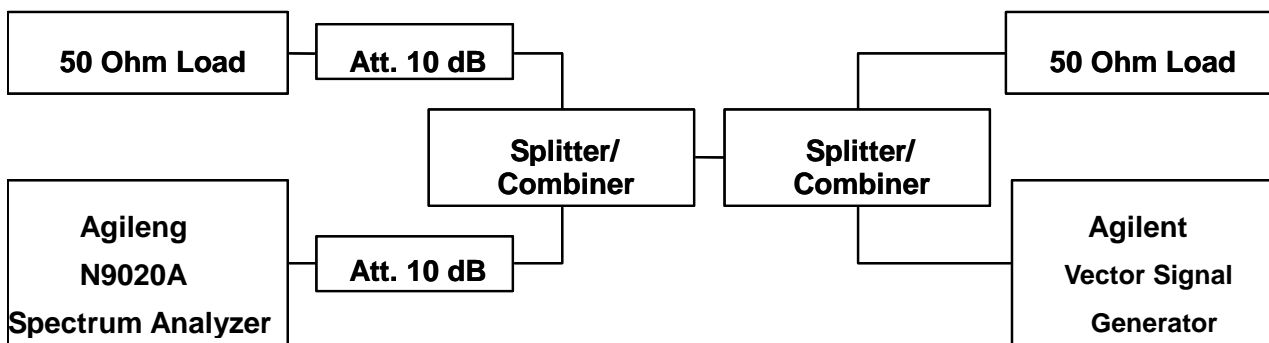 50 Ohm Load
Att. 10 dB
50 Ohm Load
Splitter/
Combiner
Splitter/
Combiner
Agileng
N9020A
Spectrum Analyzer
Att. 10 dB
Agilent
Vector Signal
Generator